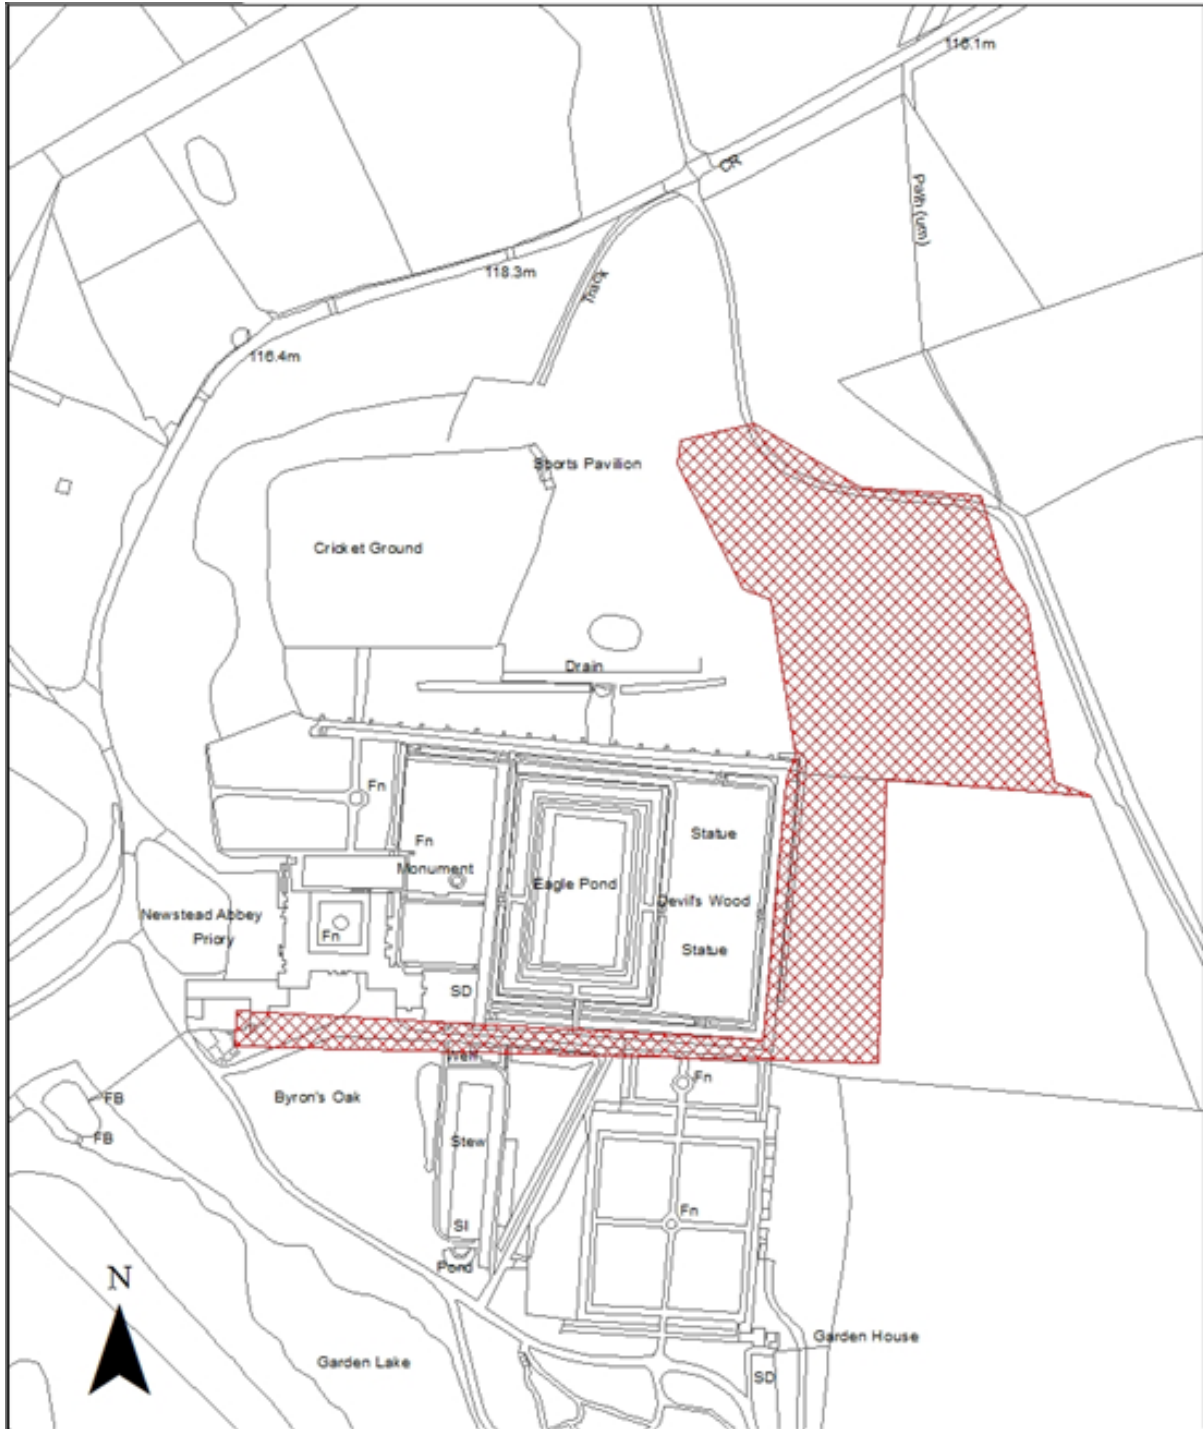 116.1m
CR
Path (um)
118.3m
Track
116.4m
Sports Pavilion
Cricket Ground
Drain
Fn
Statue
Fn
Monument
Eagle Pond
Devil's Wood
Newstead Abbey
Priory
Fn
Statue
SD
Weir
Fn
Byron's Oak
FB
FB
Stew
Fn
Sl
Pond
N
Garden House
Garden Lake
SD